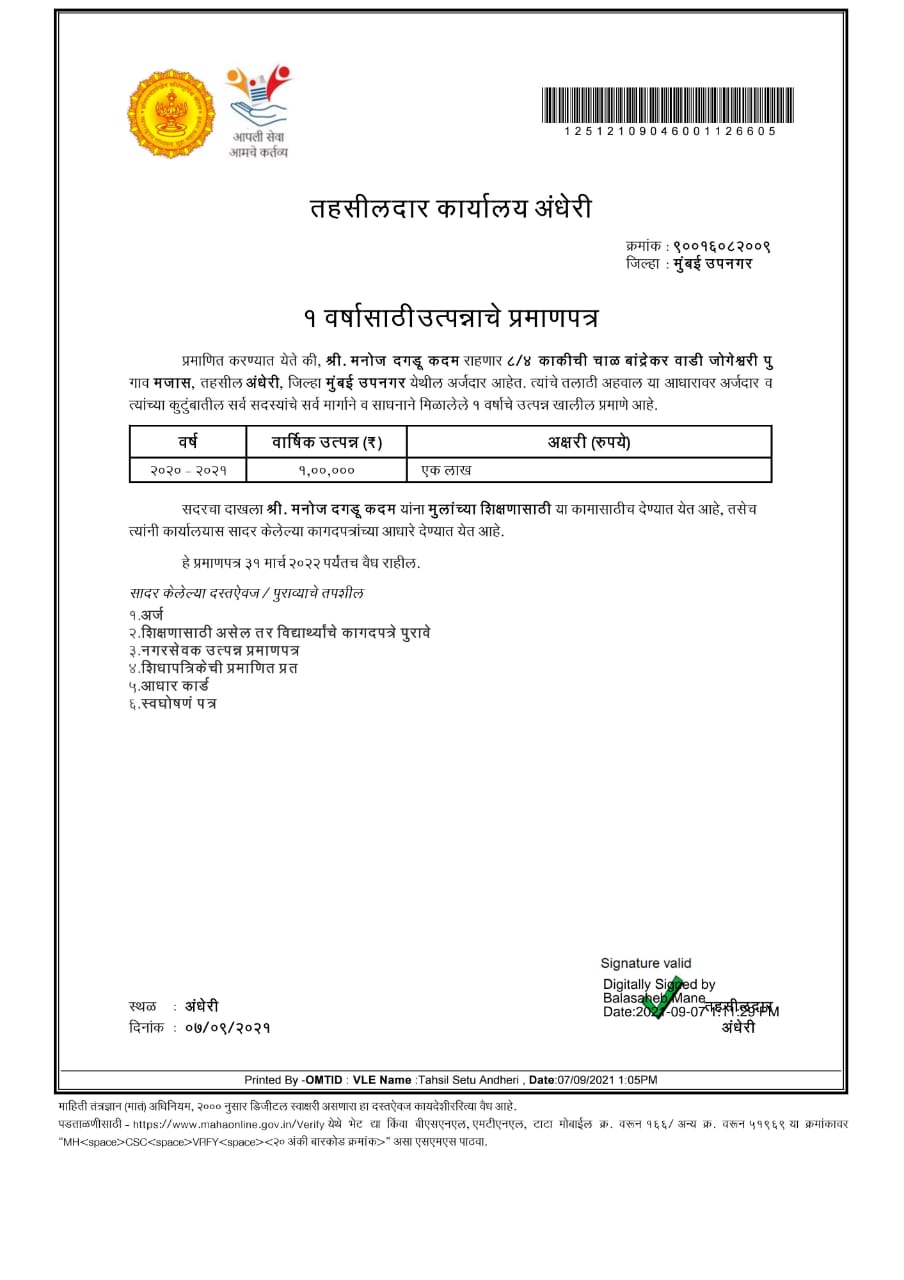 आपली सेवा
आमचे कर्तव्य
12512109046001126605
तहसीलदार कार्यालय अंधेरी
क्रमांक : ९००१६०८२००९
जिल्हा : मुंबई उपनगर
१ वर्षासाठी उत्पन्नाचे प्रमाणपत्र
प्रमाणित करण्यात येते की, श्री. मनोज दगडू कदम राहणार ८/४ काकीची चाळ बांद्रेकर वाडी जोगेश्वरी पु
गाव मजास, तहसील अंधेरी, जिल्हा मुंबई उपनगर येथील अर्जदार आहेत. त्यांचे तलाठी अहवाल या आधारावर अर्जदार व
त्यांच्या कुटुंबातील सर्व सदस्यांचे सर्व मार्गाने व साधनाने मिळालेले १ वर्षाचे उत्पन्न खालील प्रमाणे आहे.
वर्ष वार्षिक उत्पन्न (₹) अक्षरी (रुपये)
२०२० – २०२१ १,००,००० एक लाख
सदरचा दाखला श्री. मनोज दगडू कदम यांना मुलांच्या शिक्षणासाठी या कामासाठीच देण्यात येत आहे, तसेच
त्यांनी कार्यालयास सादर केलेल्या कागदपत्रांच्या आधारे देण्यात येत आहे.
हे प्रमाणपत्र ३१ मार्च २०२२ पर्यंतच वैध राहील.
सादर केलेल्या दस्तऐवज / पुराव्याचे तपशील
१.अर्ज
२.शिक्षणासाठी असेल तर विद्यार्थ्यांचे कागदपत्रे पुरावे
३.नगरसेवक उत्पन्न प्रमाणपत्र
४.शिधापत्रिकेची प्रमाणित प्रत
५.आधार कार्ड
६.स्वघोषणं पत्र
Signature valid
Digitally Signed by
Balasaheb Mane
Date:2021-09-07 1:11:29 PM
तहसीलदार
अंधेरी
स्थळ : अंधेरी
दिनांक : ०७/०९/२०२१
Printed By -OMTID : VLE Name :Tahsil Setu Andheri , Date:07/09/2021 1:05PM
माहिती तंत्रज्ञान (मातं) अधिनियम, २००० नुसार डिजीटल स्वाक्षरी असणारा हा दस्तऐवज कायदेशीररित्या वैध आहे.
पडताळणीसाठी - https://www.mahaonline.gov.in/Verify येथे भेट द्या किंवा बीएसएनएल, एमटीएनएल, टाटा मोबाईल क्र. वरून १६६/ अन्य क्र. वरून ५१९६९ या क्रमांकावर
“MH<space>CSC<space>VRFY<space><२० अंकी बारकोड क्रमांक>” असा एसएमएस पाठवा.